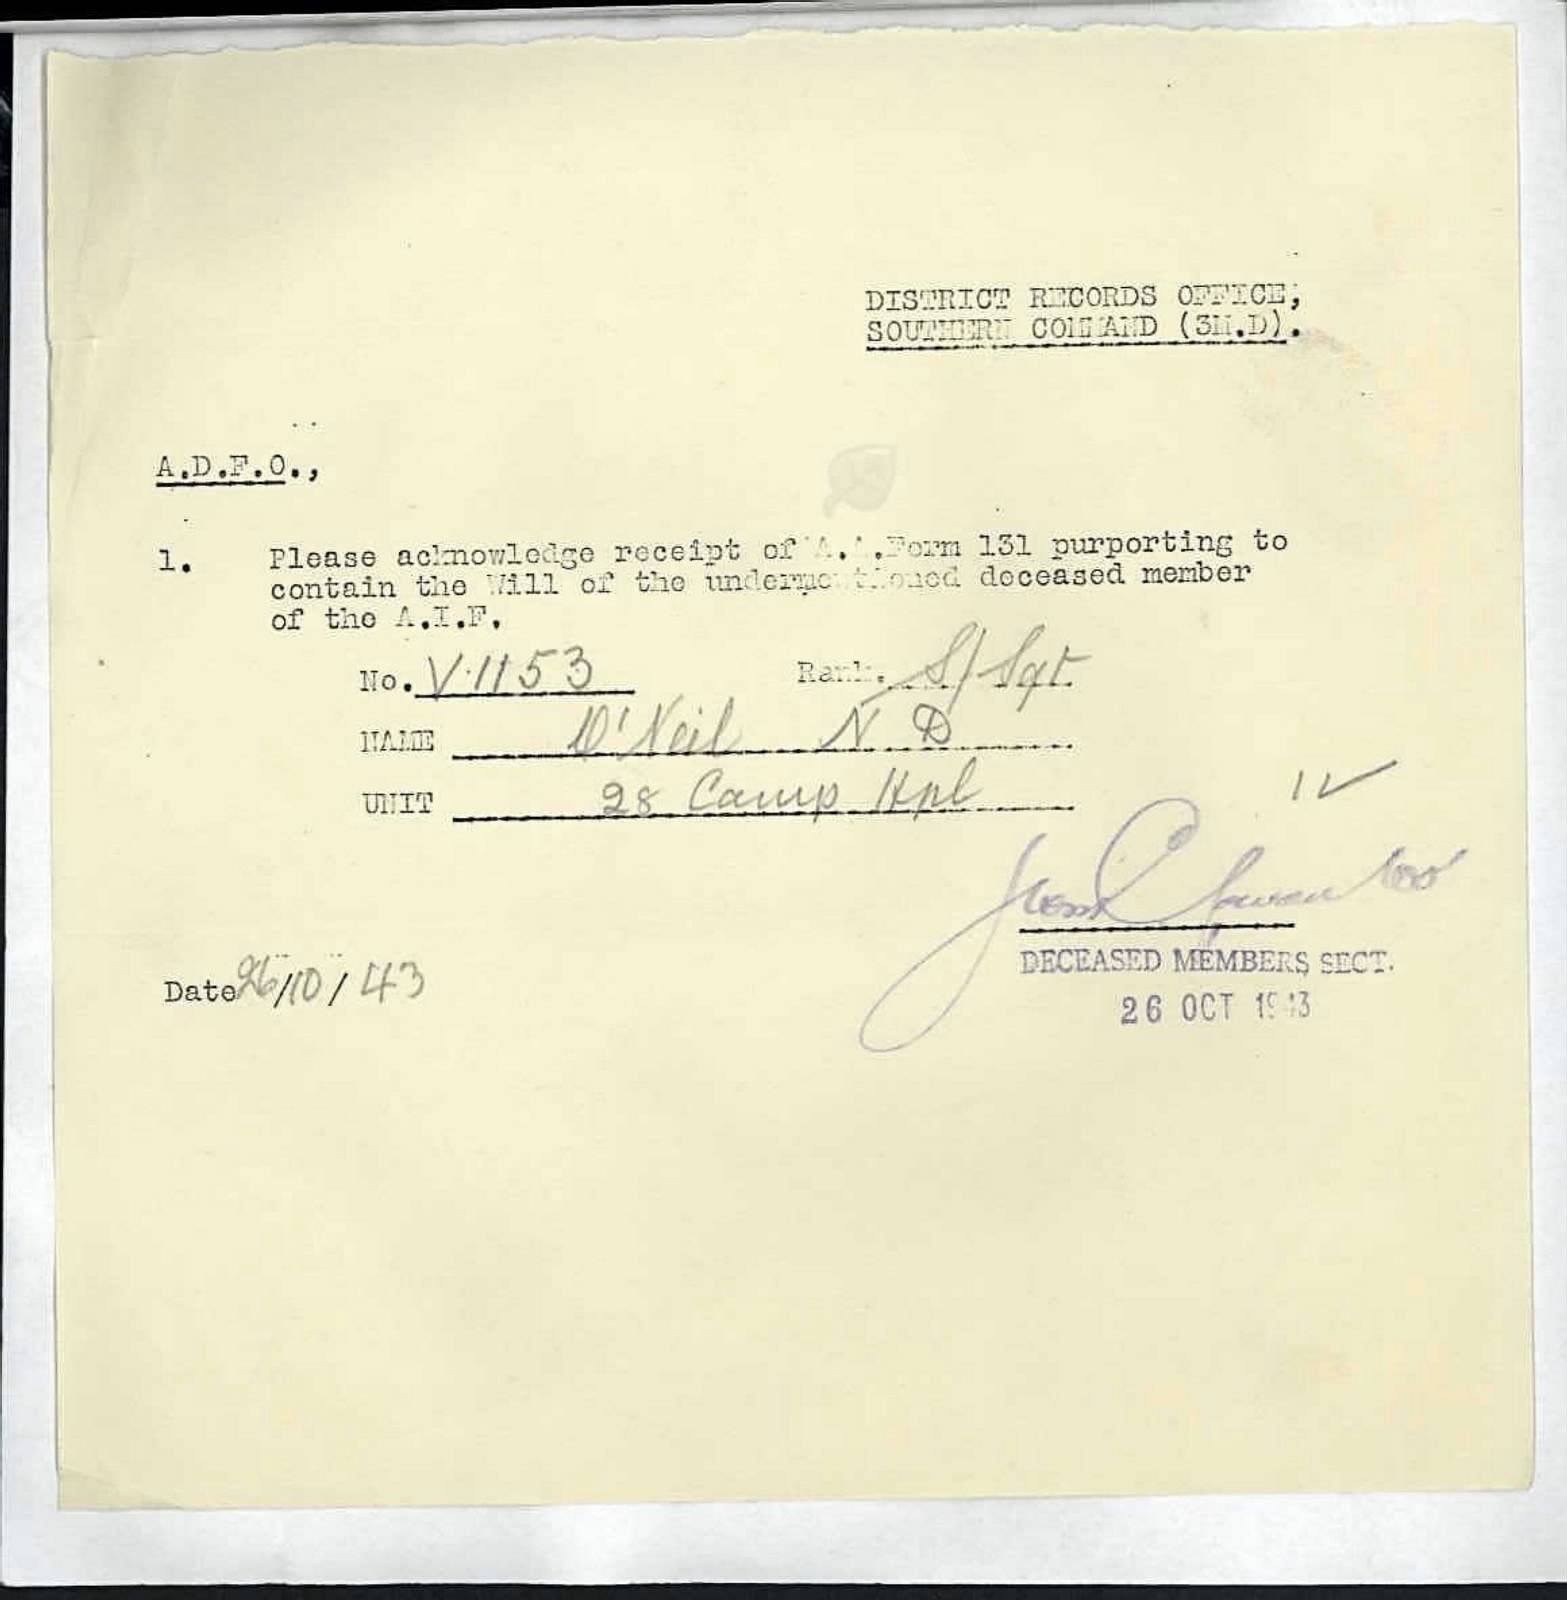 DISTRICT RECORDS OFFICE,
SOUTHERN COMMAND (3M.D).
A.D.F.O.,
1. Please acknowledge receipt of A.A.Form 131 purporting to
contain the Will of the undermentioned deceased member
of the A.I.F.
No. V.1153 Rank. S/Sgt.
NAME O'Neil N D
UNIT 28 Camp Hpl
DECEASED MEMBERS SECT.
Date 26/10/43
26 OCT 1943